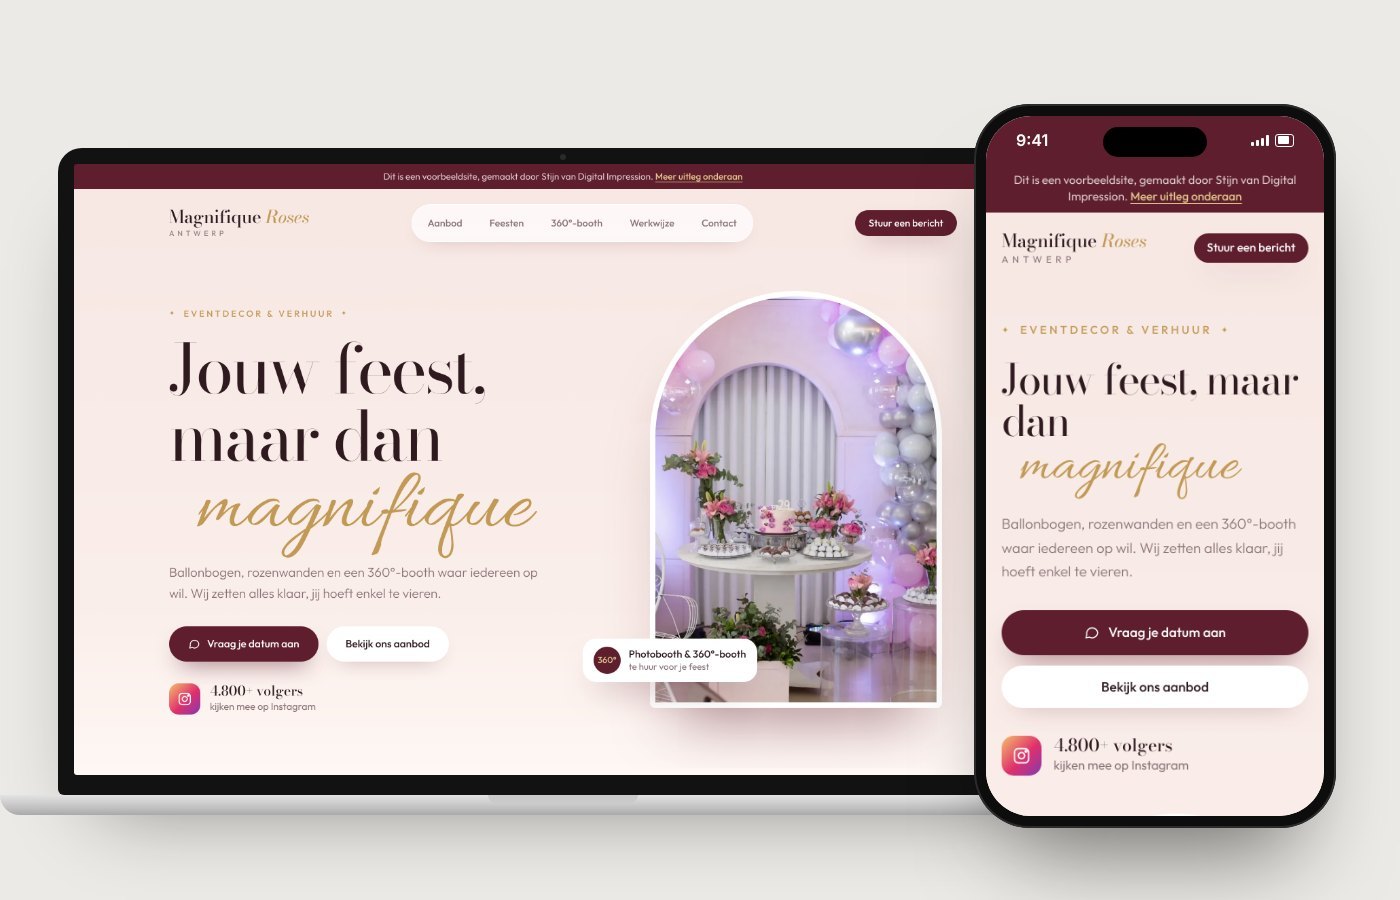 Dit is een voorbeeldsite, gemaakt door Stijn van Digital Impression. Meer uitleg onderaan
Magnifique Roses
ANTWERP
Aanbod Feesten 360°-booth Werkwijze Contact
Stuur een bericht
EVENTDECOR & VERHUUR
Jouw feest,
maar dan
magnifique
Ballonbogen, rozenwanden en een 360°-booth waar iedereen op
wil. Wij zetten alles klaar, jij hoeft enkel te vieren.
Vraag je datum aan
Bekijk ons aanbod
4.800+ volgers
kijken mee op Instagram
29
360°
Photobooth & 360°-booth
te huur voor je feest
9:41
Dit is een voorbeeldsite, gemaakt door Stijn van Digital
Impression. Meer uitleg onderaan
Magnifique Roses
ANTWERP
Stuur een bericht
EVENTDECOR & VERHUUR
Jouw feest, maar
dan
magnifique
Ballonbogen, rozenwanden en een 360°-booth
waar iedereen op wil. Wij zetten alles klaar, jij
hoeft enkel te vieren.
Vraag je datum aan
Bekijk ons aanbod
4.800+ volgers
kijken mee op Instagram